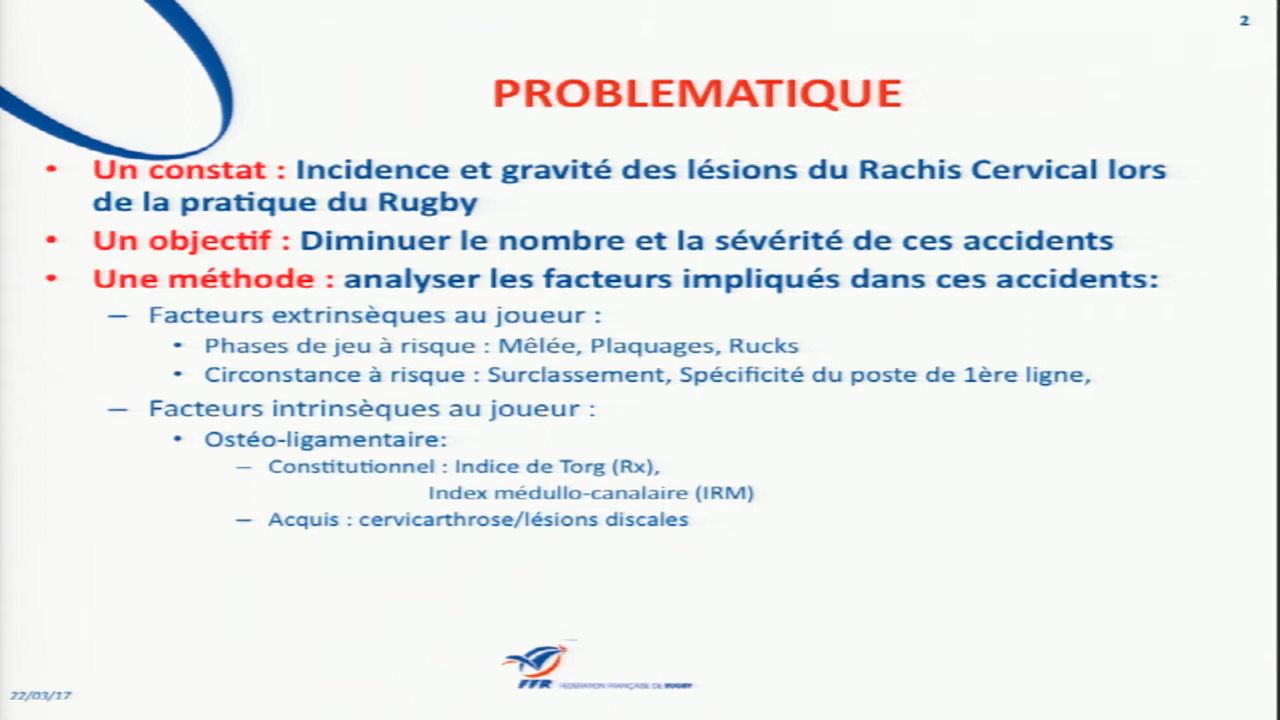 2
PROBLEMATIQUE
• Un constat : Incidence et gravité des lésions du Rachis Cervical lors
de la pratique du Rugby
• Un objectif : Diminuer le nombre et la sévérité de ces accidents
• Une méthode : analyser les facteurs impliqués dans ces accidents:
– Facteurs extrinsèques au joueur :
• Phases de jeu à risque : Mêlée, Plaquages, Rucks
• Circonstance à risque : Surclassement, Spécificité du poste de 1ère ligne,
– Facteurs intrinsèques au joueur :
• Ostéo-ligamentaire:
– Constitutionnel : Indice de Torg (Rx),
Index médullo-canalaire (IRM)
– Acquis : cervicarthrose/lésions discales
FFR FEDERATION FRANÇAISE DE RUGBY
22/03/17